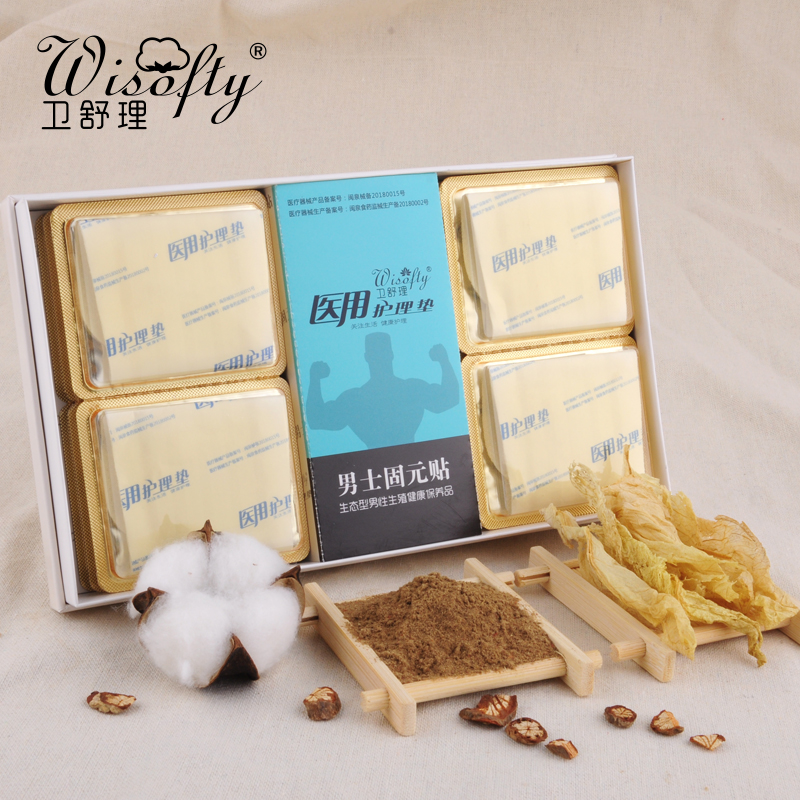 Wisofty®
卫舒理
医疗器械产品备案号：闽泉械备20180015号
医疗器械生产备案号：闽泉食药监械生产备20180002号
Wisofty®
卫舒理
医用护理垫
关注生活 健康护理
男士固元贴
生态型男性生殖健康保养品
医用护理垫
医用护理垫
医用护理垫
医用护理垫
医用护理垫
医用护理垫
医用护理垫
医用护理垫